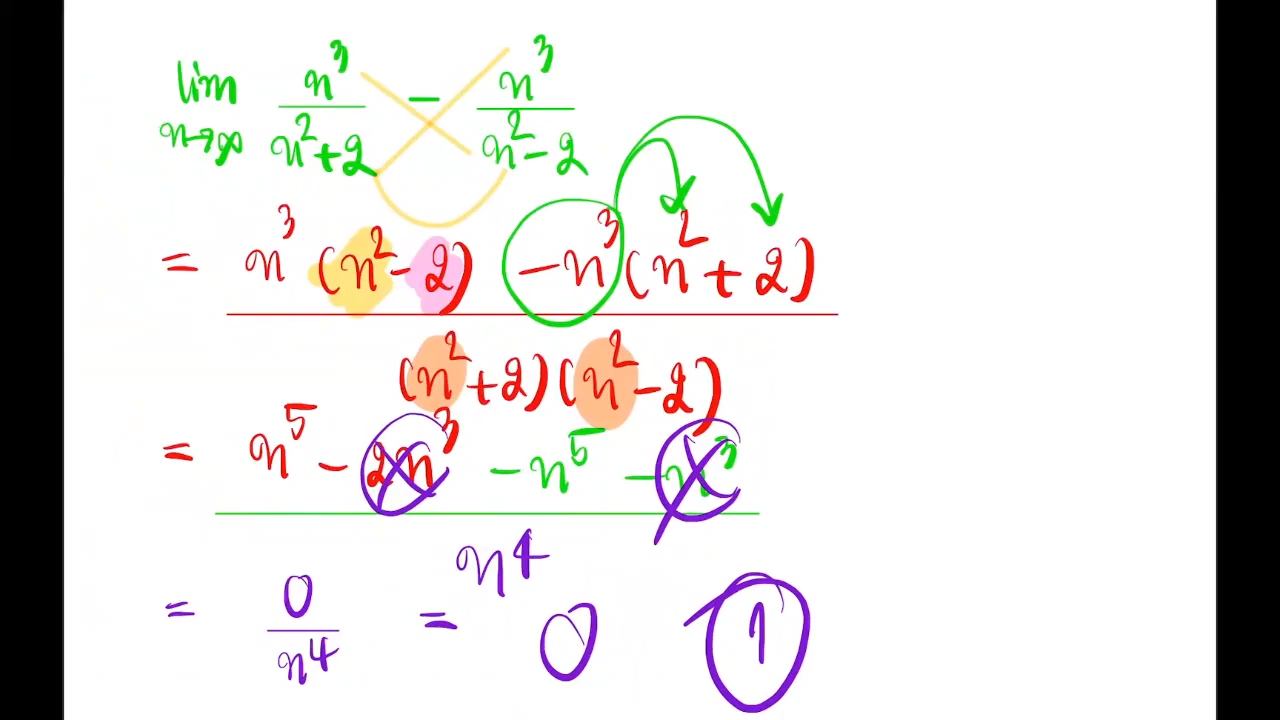 lim n→∞ n³/(n²+2) - n³/(n²-2)
= n³(n²-2) -n³(n²+2)
(n²+2)(n²-2)
= n⁵ - 2n³ - n⁵ - n³
n⁴
= 0/n⁴ = 0 1